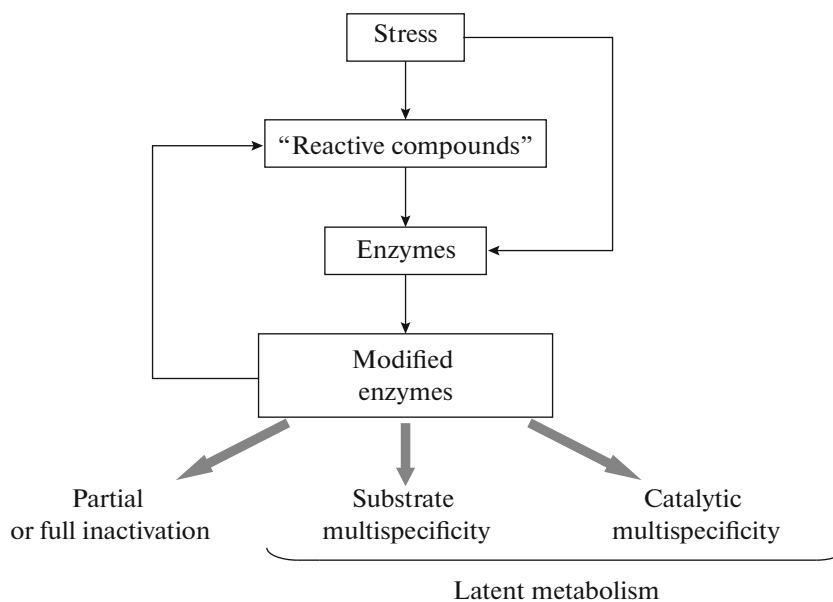 Stress
“Reactive compounds”
Enzymes
Modified
enzymes
Partial
or full inactivation
Substrate
multispecificity
Catalytic
multispecificity
Latent metabolism